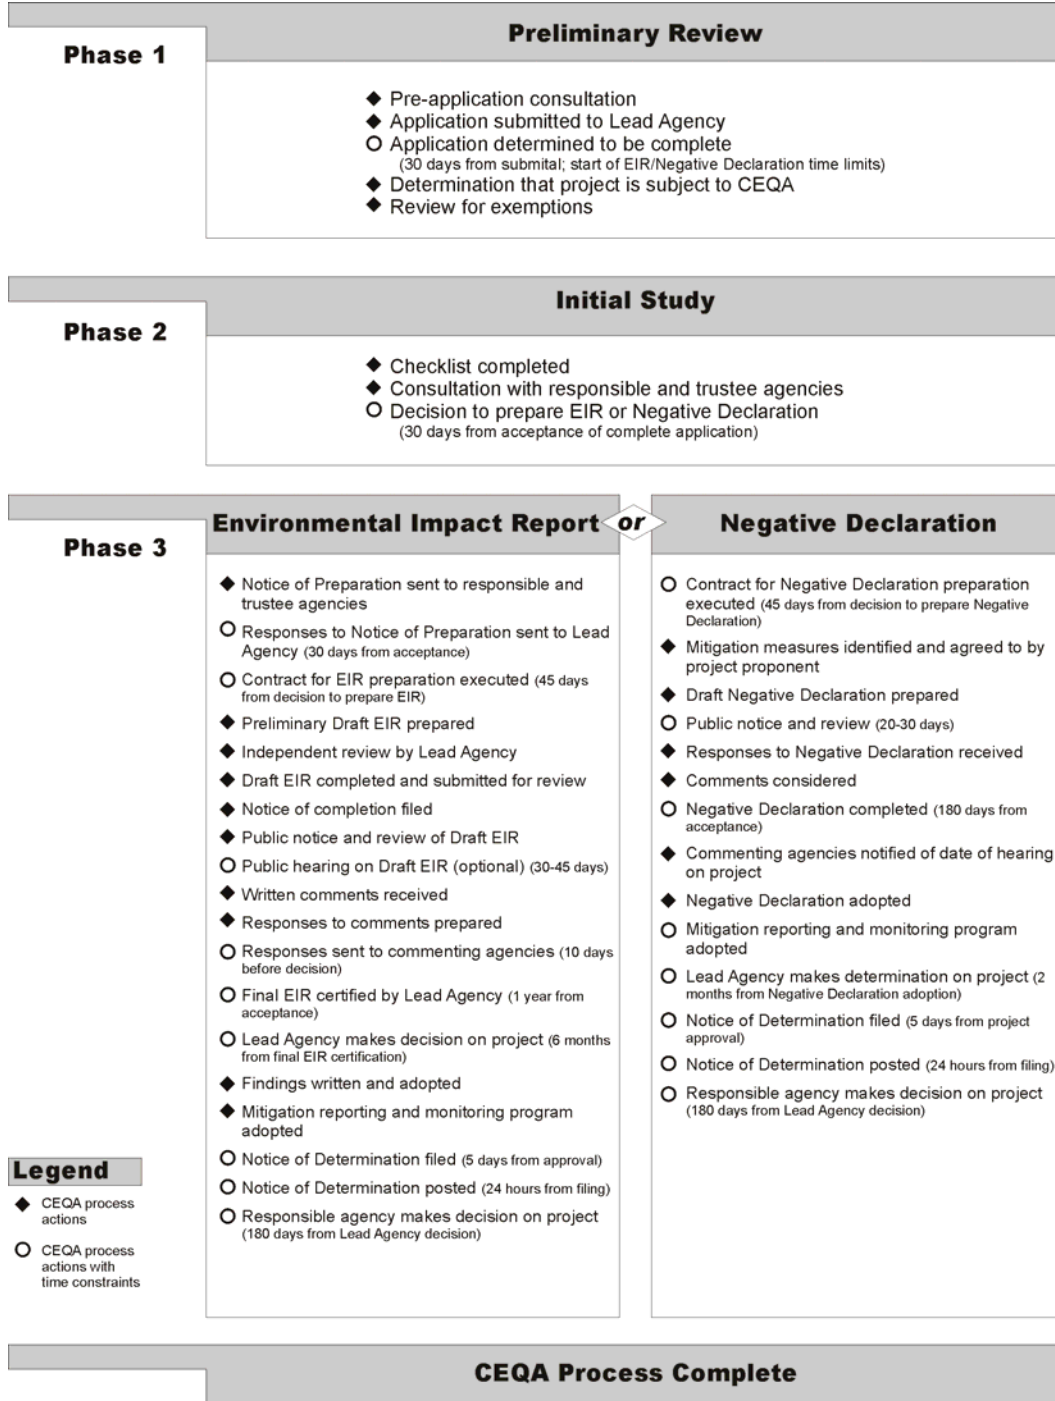 Preliminary Review
Phase 1
Pre-application consultation
Application submitted to Lead Agency
Application determined to be complete
(30 days from submital; start of EIR/Negative Declaration time limits)
Determination that project is subject to CEQA
Review for exemptions
Initial Study
Phase 2
Checklist completed
Consultation with responsible and trustee agencies
Decision to prepare EIR or Negative Declaration
(30 days from acceptance of complete application)
Phase 3
Environmental Impact Report
Notice of Preparation sent to responsible and
trustee agencies
Responses to Notice of Preparation sent to Lead
Agency (30 days from acceptance)
Contract for EIR preparation executed (45 days
from decision to prepare EIR)
Preliminary Draft EIR prepared
Independent review by Lead Agency
Draft EIR completed and submitted for review
Notice of completion filed
Public notice and review of Draft EIR
Public hearing on Draft EIR (optional) (30-45 days)
Written comments received
Responses to comments prepared
Responses sent to commenting agencies (10 days
before decision)
Final EIR certified by Lead Agency (1 year from
acceptance)
Lead Agency makes decision on project (6 months
from final EIR certification)
Findings written and adopted
Mitigation reporting and monitoring program
adopted
Notice of Determination filed (5 days from approval)
Notice of Determination posted (24 hours from filing)
Responsible agency makes decision on project
(180 days from Lead Agency decision)
or
Negative Declaration
Contract for Negative Declaration preparation
executed (45 days from decision to prepare Negative
Declaration)
Mitigation measures identified and agreed to by
project proponent
Draft Negative Declaration prepared
Public notice and review (20-30 days)
Responses to Negative Declaration received
Comments considered
Negative Declaration completed (180 days from
acceptance)
Commenting agencies notified of date of hearing
on project
Negative Declaration adopted
Mitigation reporting and monitoring program
adopted
Lead Agency makes determination on project (2
months from Negative Declaration adoption)
Notice of Determination filed (5 days from project
approval)
Notice of Determination posted (24 hours from filing)
Responsible agency makes decision on project
(180 days from Lead Agency decision)
Legend
CEQA process
actions
CEQA process
actions with
time constraints
CEQA Process Complete